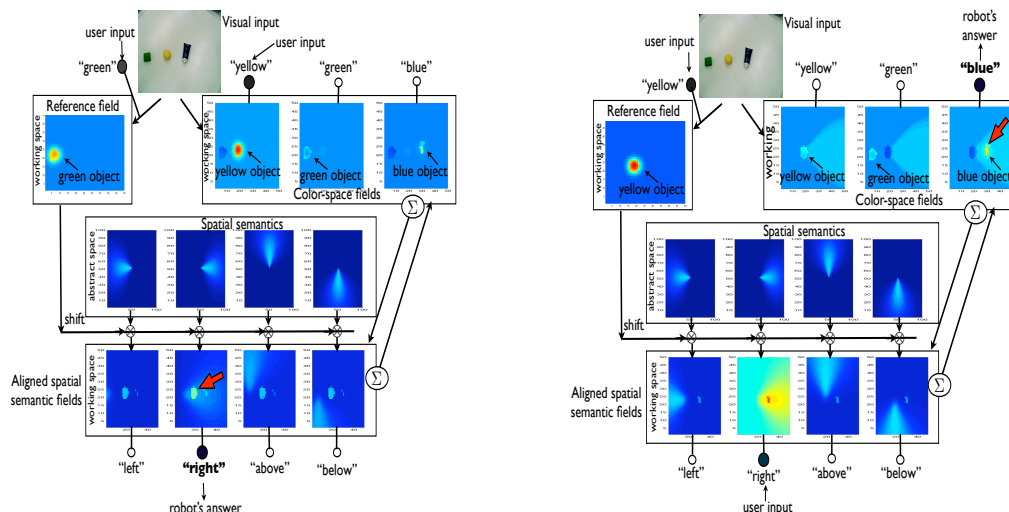 Visual input
user input
user input
"green"
"yellow"
"green"
"blue"
Reference field
working space
green object
working space
yellow object
green object
blue object
Color-space fields
Σ
Spatial semantics
abstract space
shift
Aligned spatial
semantic fields
working space
Σ
"left"
"right"
"above"
"below"
robot's answer
robot's
answer
Visual input
user input
"yellow"
"yellow"
"green"
"blue"
Reference field
working space
yellow object
working
yellow object
green object
blue object
Color-space fields
Σ
Spatial semantics
abstract space
shift
Aligned spatial
semantic fields
working space
Σ
"left"
"right"
"above"
"below"
user input